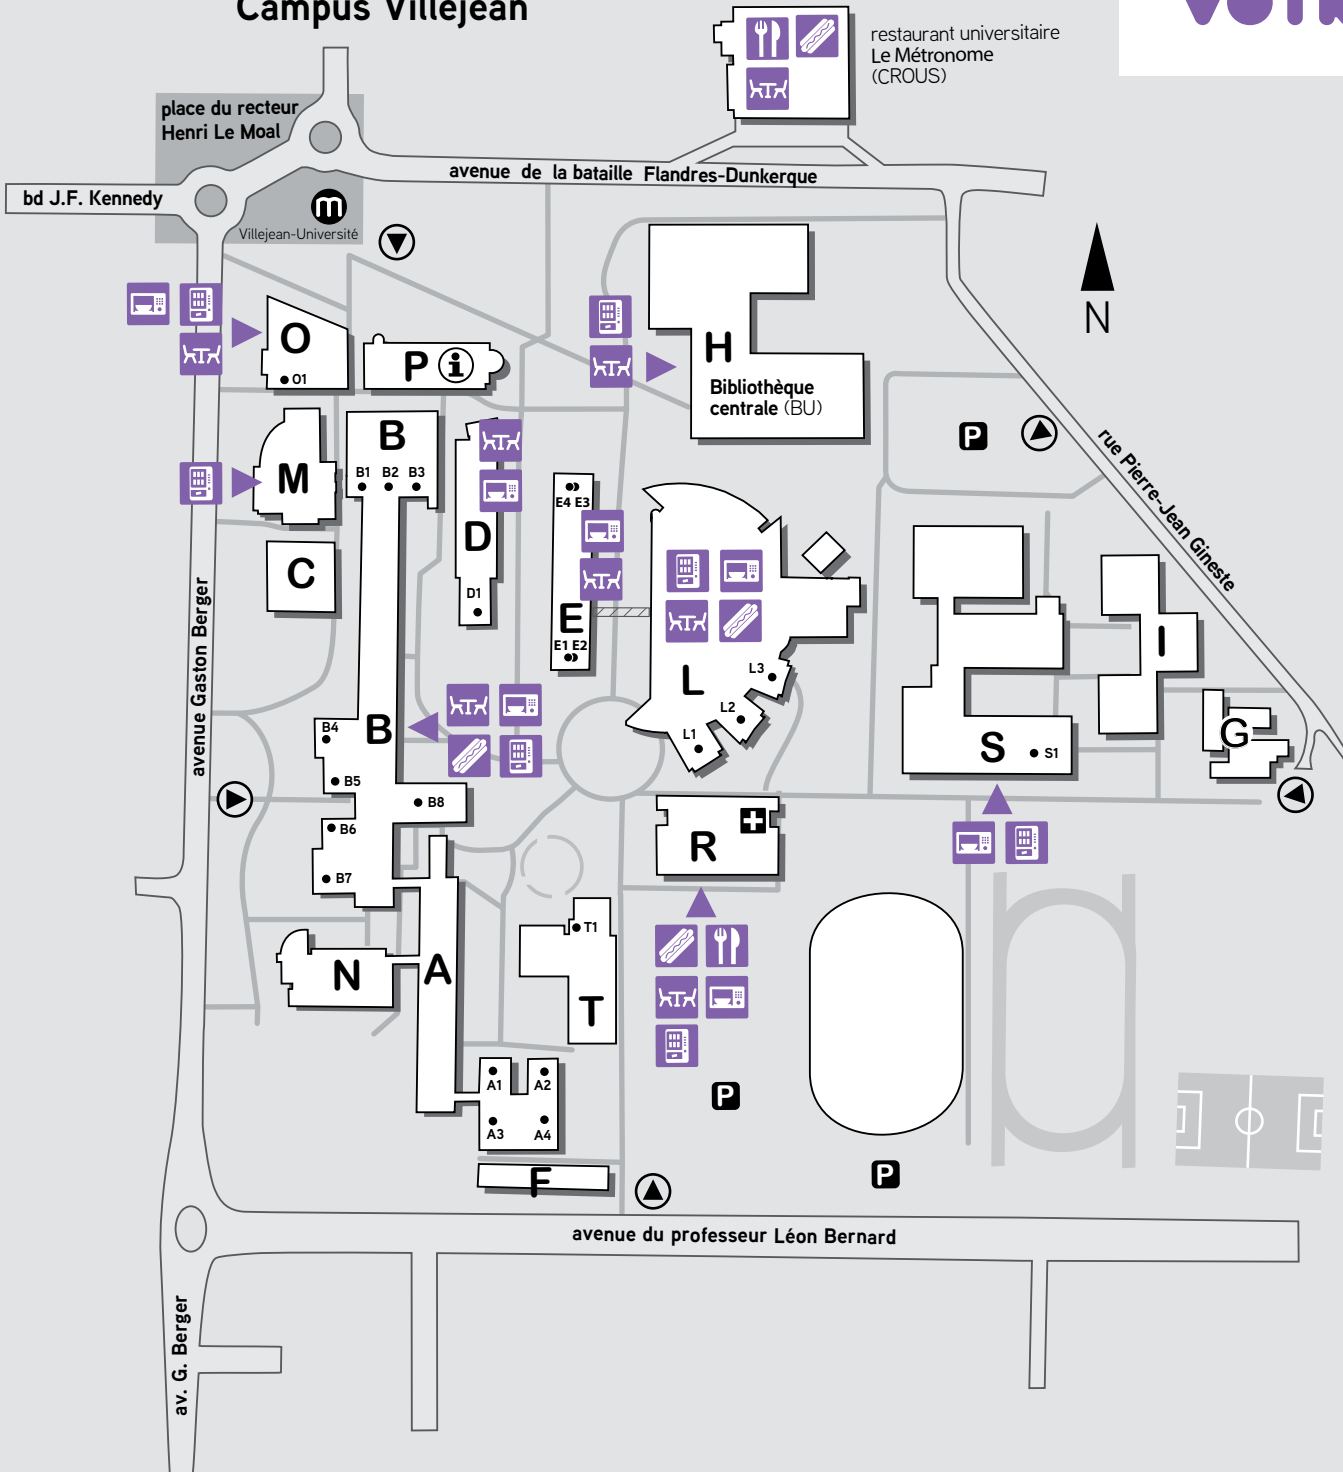 Campus Villejean
restaurant universitaire
Le Métronome
(CROUS)
place du recteur
Henri Le Moal
avenue de la bataille Flandres-Dunkerque
bd J.F. Kennedy
m
Villejean-Université
N
O
O1
P i
H
Bibliothèque
centrale (BU)
P
rue Pierre-Jean Gineste
B
B1 B2 B3
M
D
D1
E4 E3
E
E1 E2
C
avenue Gaston Berger
L
L3
L2
L1
I
G
S
S1
B4
B
B5
B8
B6
B7
R
T1
T
N
A
A1 A2
A3 A4
F
P
P
avenue du professeur Léon Bernard
av. G. Berger